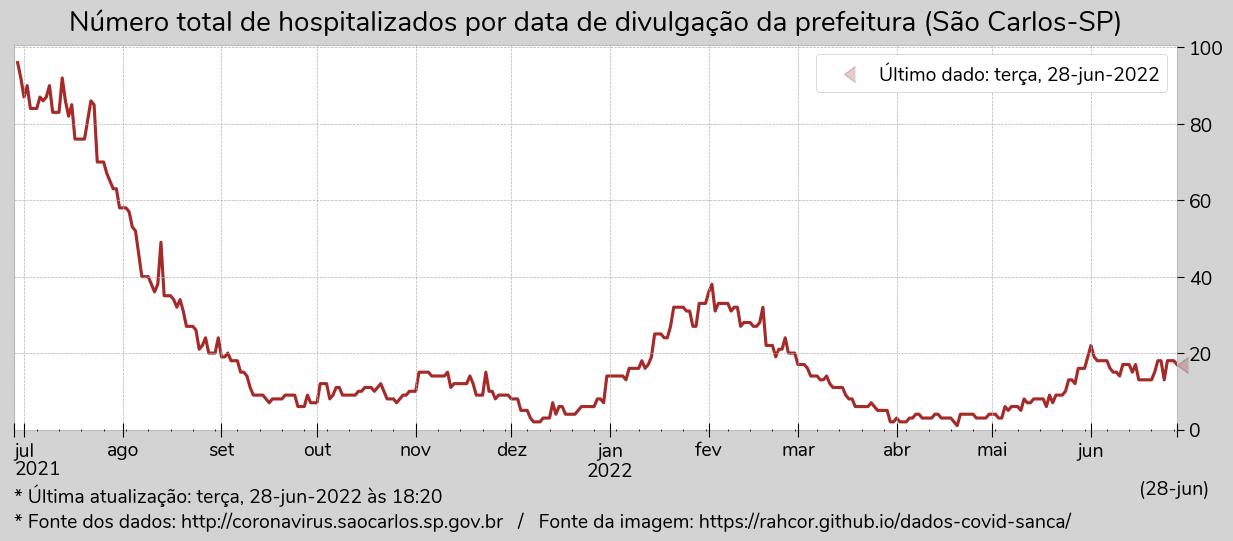 Número total de hospitalizados por data de divulgação da prefeitura (São Carlos-SP)
Último dado: terça, 28-jun-2022
100
80
60
40
20
0
jul ago set out nov dez jan fev mar abr mai jun
2021 2022
(28-jun)
* Última atualização: terça, 28-jun-2022 às 18:20
* Fonte dos dados: http://coronavirus.saocarlos.sp.gov.br / Fonte da imagem: https://rahcor.github.io/dados-covid-sanca/